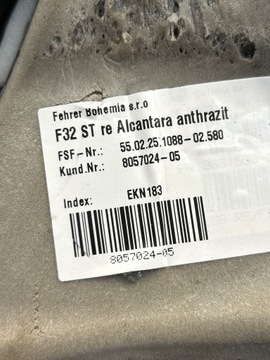 Fehrer Bohemia s.r.o
F32 ST re Alcantara anthrazit
FSF-Nr.: 55.02.25.1088-02.580
Kund.Nr.: 8057024-05
Index: EKN183
8057024-05